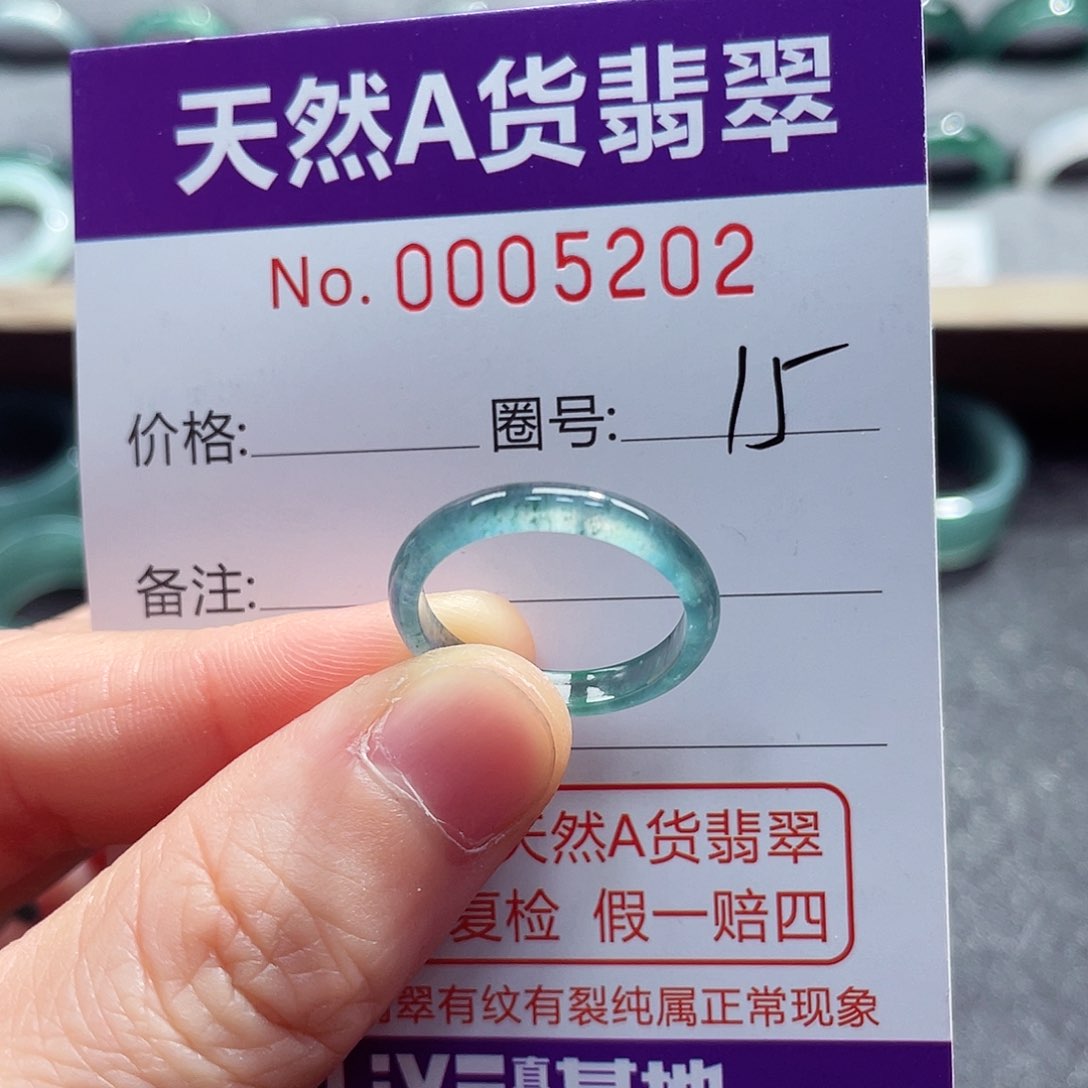 天然A货翡翠
No. 0005202
价格: 圈号: 15
备注:
天然A货翡翠
复检 假一赔四
翠有纹有裂纯属正常现象
基地